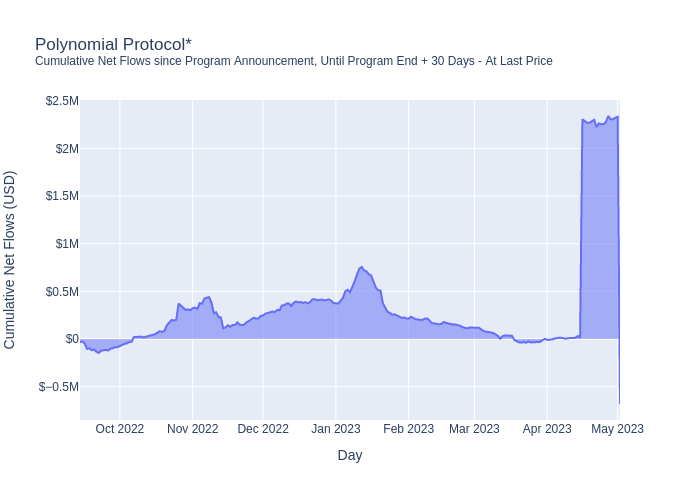 Polynomial Protocol*
Cumulative Net Flows since Program Announcement, Until Program End + 30 Days - At Last Price
Cumulative Net Flows (USD)
$2.5M
$2M
$1.5M
$1M
$0.5M
$0
$−0.5M
Oct 2022
Nov 2022
Dec 2022
Jan 2023
Feb 2023
Mar 2023
Apr 2023
May 2023
Day